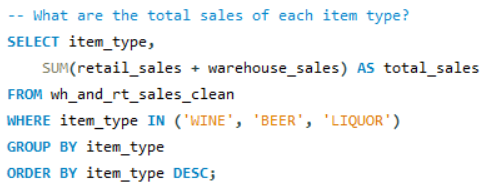 -- What are the total sales of each item type?
SELECT item_type,
    SUM(retail_sales + warehouse_sales) AS total_sales
FROM wh_and_rt_sales_clean
WHERE item_type IN ('WINE', 'BEER', 'LIQUOR')
GROUP BY item_type
ORDER BY item_type DESC;